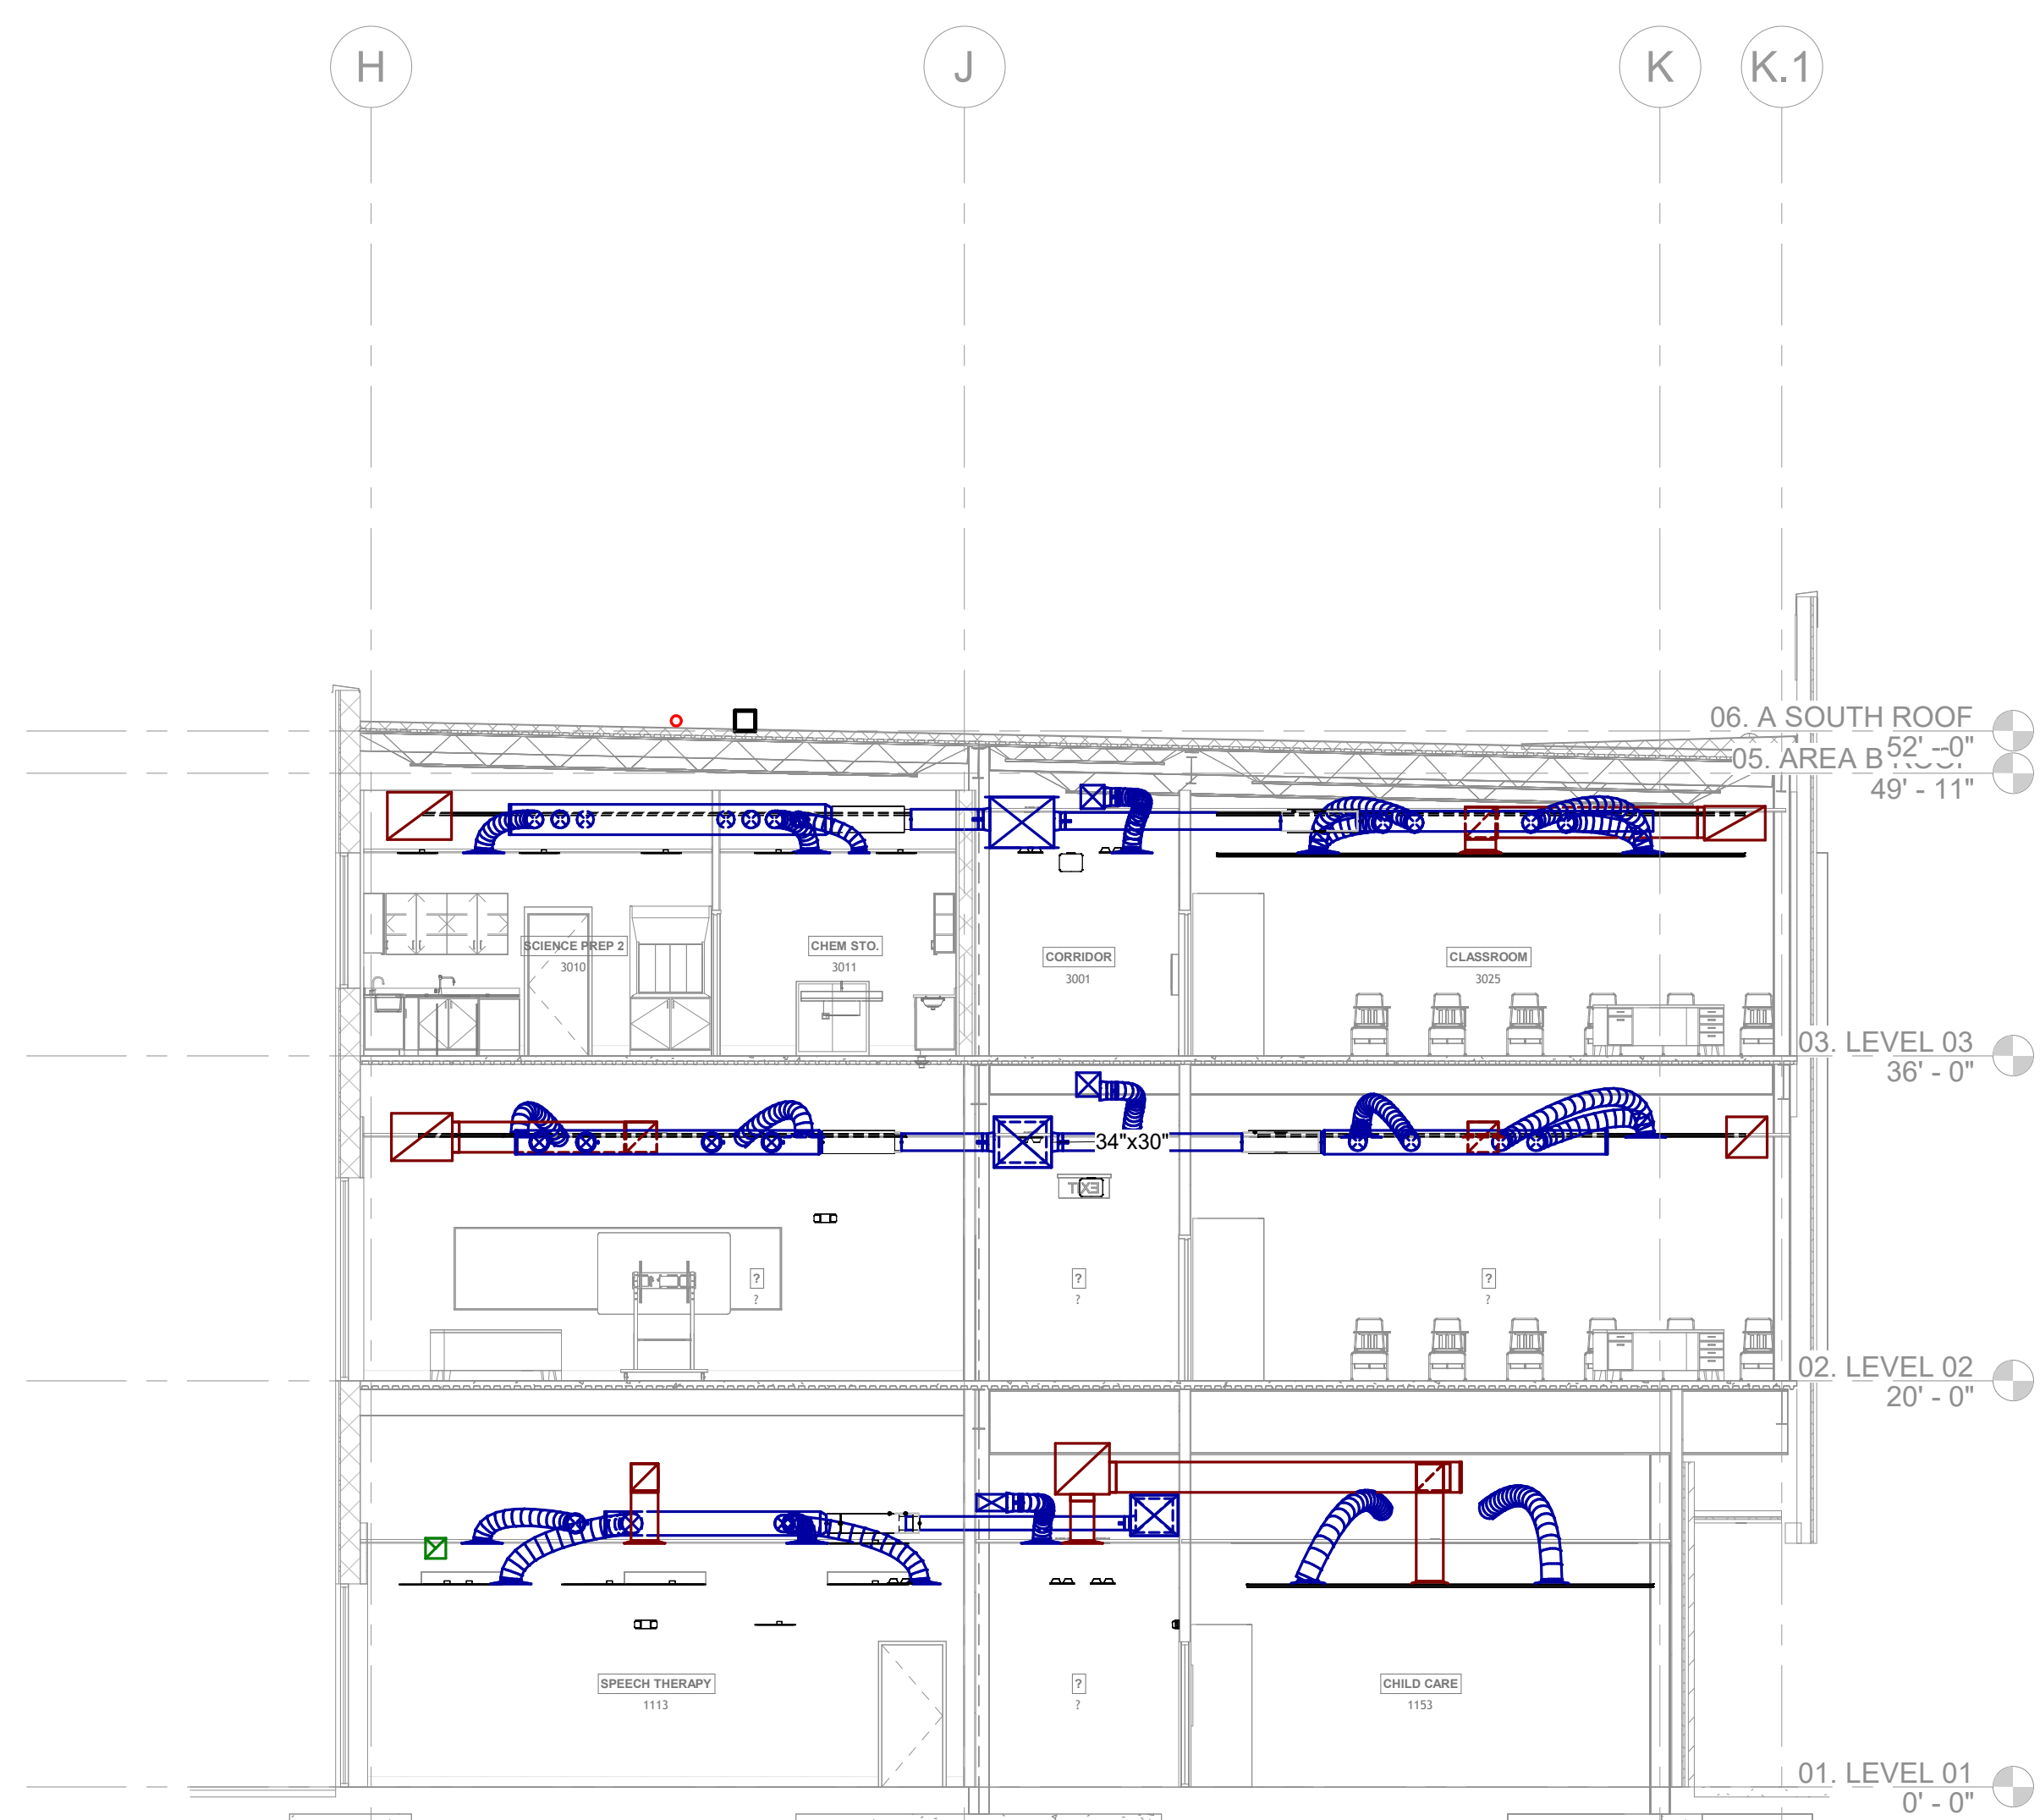 H
J
K
K.1
06. A SOUTH ROOF
52' - 0"
05. AREA B ROOF
49' - 11"
SCIENCE PREP 2
3010
CHEM STO.
3011
CORRIDOR
3001
CLASSROOM
3025
03. LEVEL 03
36' - 0"
34"x30"
EXIT
?
?
?
?
?
?
02. LEVEL 02
20' - 0"
SPEECH THERAPY
1113
?
?
CHILD CARE
1153
01. LEVEL 01
0' - 0"